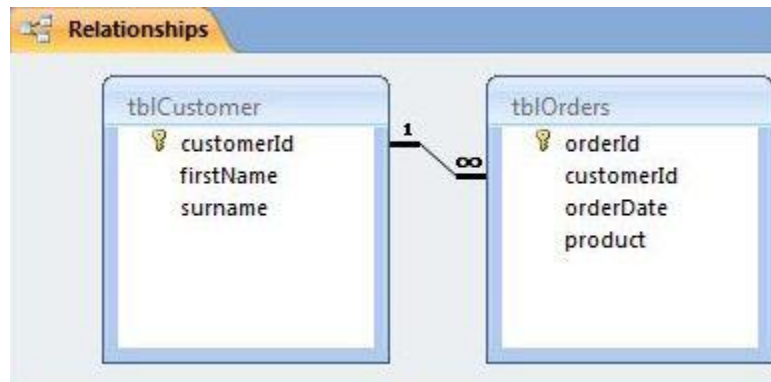 Relationships
tblCustomer
customerId
firstName
surname
1
∞
tblOrders
orderId
customerId
orderDate
product